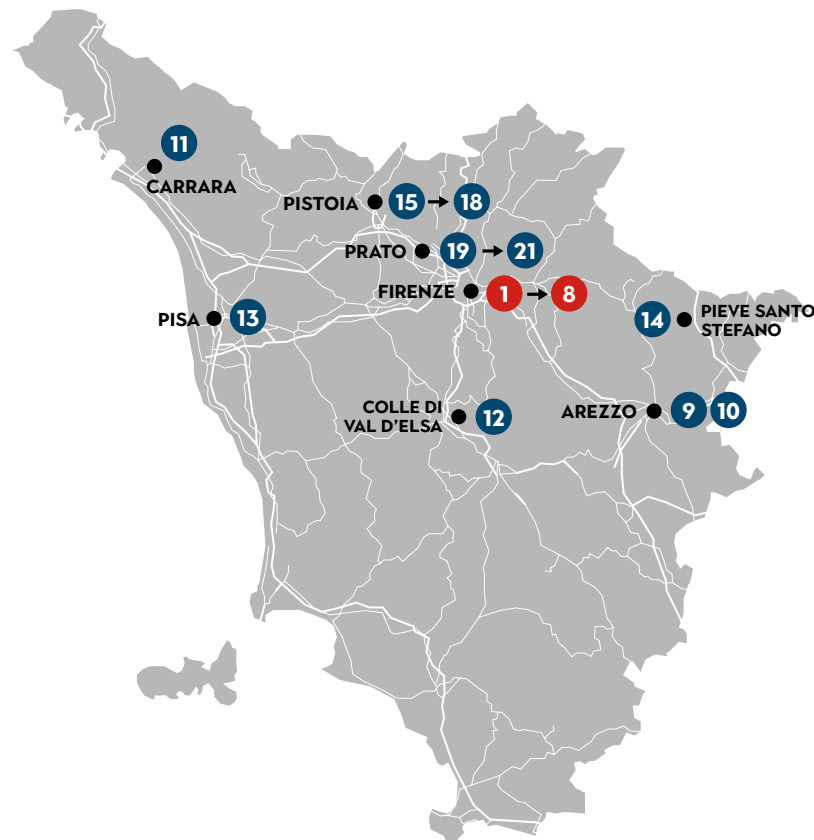 11
CARRARA
PISTOIA 15 → 18
PRATO 19 → 21
FIRENZE 1 → 8
PISA 13
14 PIEVE SANTO
STEFANO
COLLE DI
VAL D'ELSA 12
AREZZO 9 10